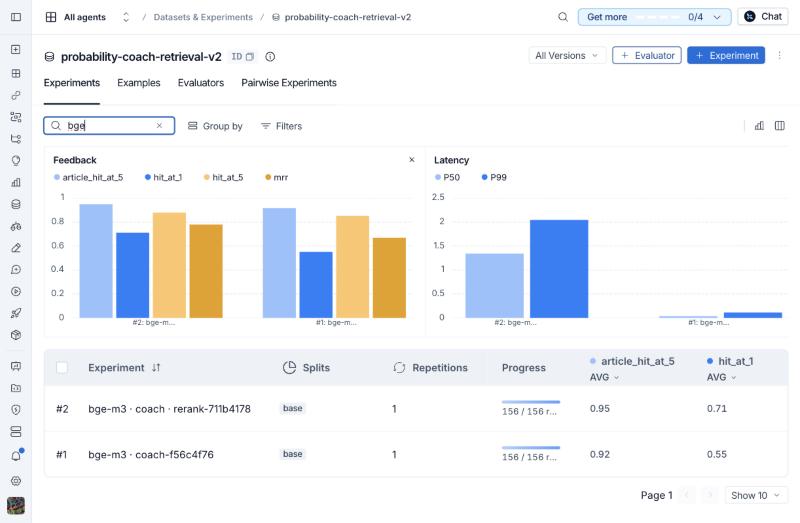 All agents / Datasets & Experiments / probability-coach-retrieval-v2
Get more 0/4
Chat
probability-coach-retrieval-v2 ID
All Versions
+ Evaluator
+ Experiment
Experiments Examples Evaluators Pairwise Experiments
bge
Group by
Filters
Feedback
article_hit_at_5 hit_at_1 hit_at_5 mrr
1
0.8
0.6
0.4
0.2
0
#2: bge-m... #1: bge-m...
Latency
P50 P99
2.5
2
1.5
1
0.5
0
#2: bge-m... #1: bge-m...
Experiment Splits Repetitions Progress article_hit_at_5 AVG hit_at_1 AVG
#2 bge-m3 · coach · rerank-711b4178 base 1 156 / 156 r... 0.95 0.71
#1 bge-m3 · coach-f56c4f76 base 1 156 / 156 r... 0.92 0.55
Page 1
Show 10